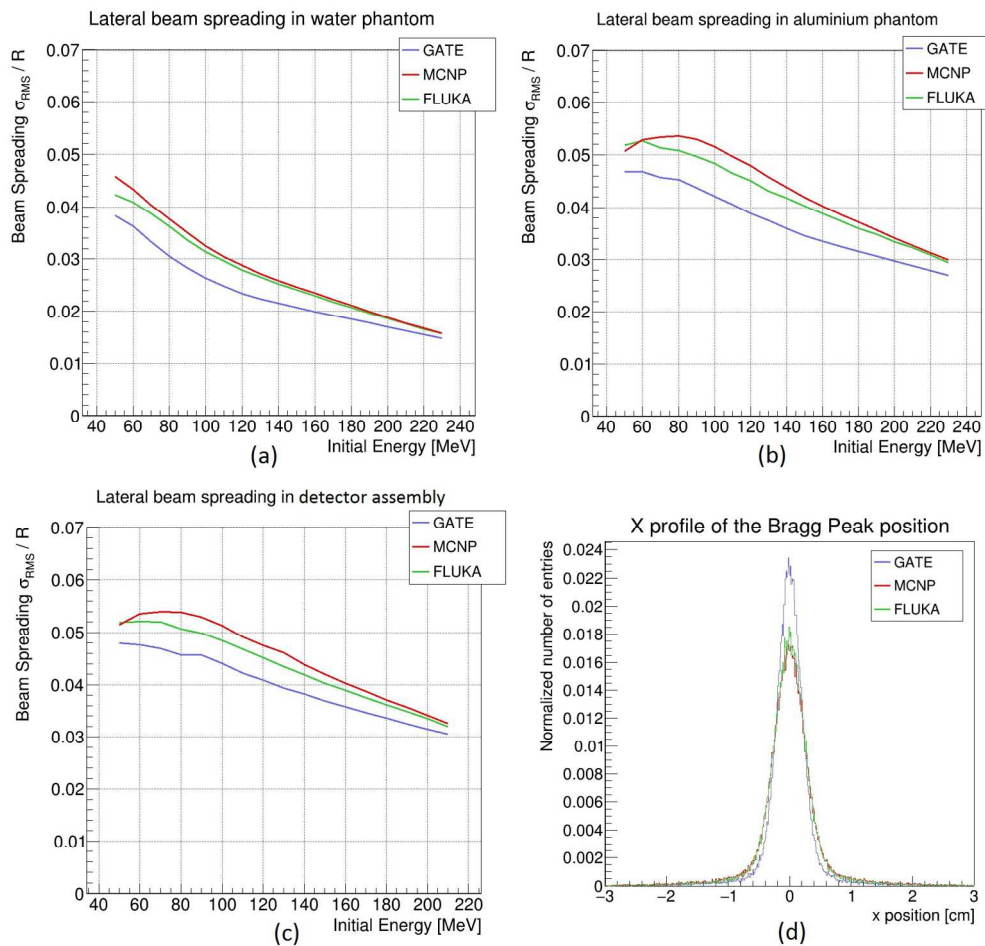 Lateral beam spreading in water phantom
Beam Spreading σRMS / R
0.07
0.06
0.05
0.04
0.03
0.02
0.01
0
GATE
MCNP
FLUKA
40 60 80 100 120 140 160 180 200 220 240
Initial Energy [MeV]
(a)
Lateral beam spreading in aluminium phantom
Beam Spreading σRMS / R
0.07
0.06
0.05
0.04
0.03
0.02
0.01
0
GATE
MCNP
FLUKA
40 60 80 100 120 140 160 180 200 220 240
Initial Energy [MeV]
(b)
Lateral beam spreading in detector assembly
Beam Spreading σRMS / R
0.07
0.06
0.05
0.04
0.03
0.02
0.01
0
GATE
MCNP
FLUKA
40 60 80 100 120 140 160 180 200 220
Initial Energy [MeV]
(c)
X profile of the Bragg Peak position
Normalized number of entries
0.024
0.022
0.02
0.018
0.016
0.014
0.012
0.01
0.008
0.006
0.004
0.002
0
GATE
MCNP
FLUKA
−3 −2 −1 0 1 2 3
x position [cm]
(d)